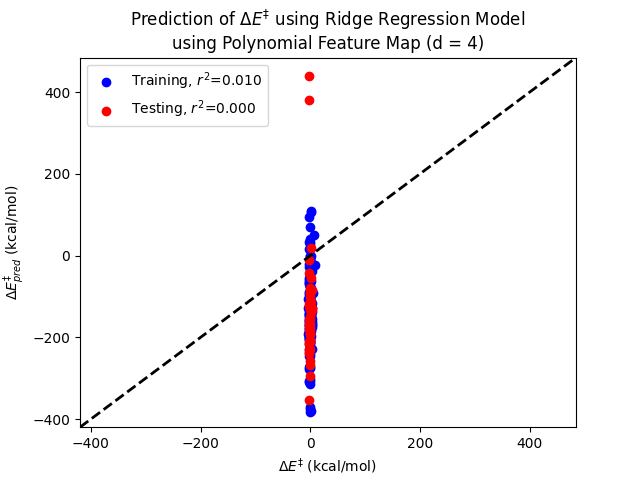 Prediction of ΔE‡ using Ridge Regression Model
using Polynomial Feature Map (d = 4)
Training, r²=0.010
Testing, r²=0.000
ΔE‡pred (kcal/mol)
400
200
0
−200
−400
−400 −200 0 200 400
ΔE‡ (kcal/mol)